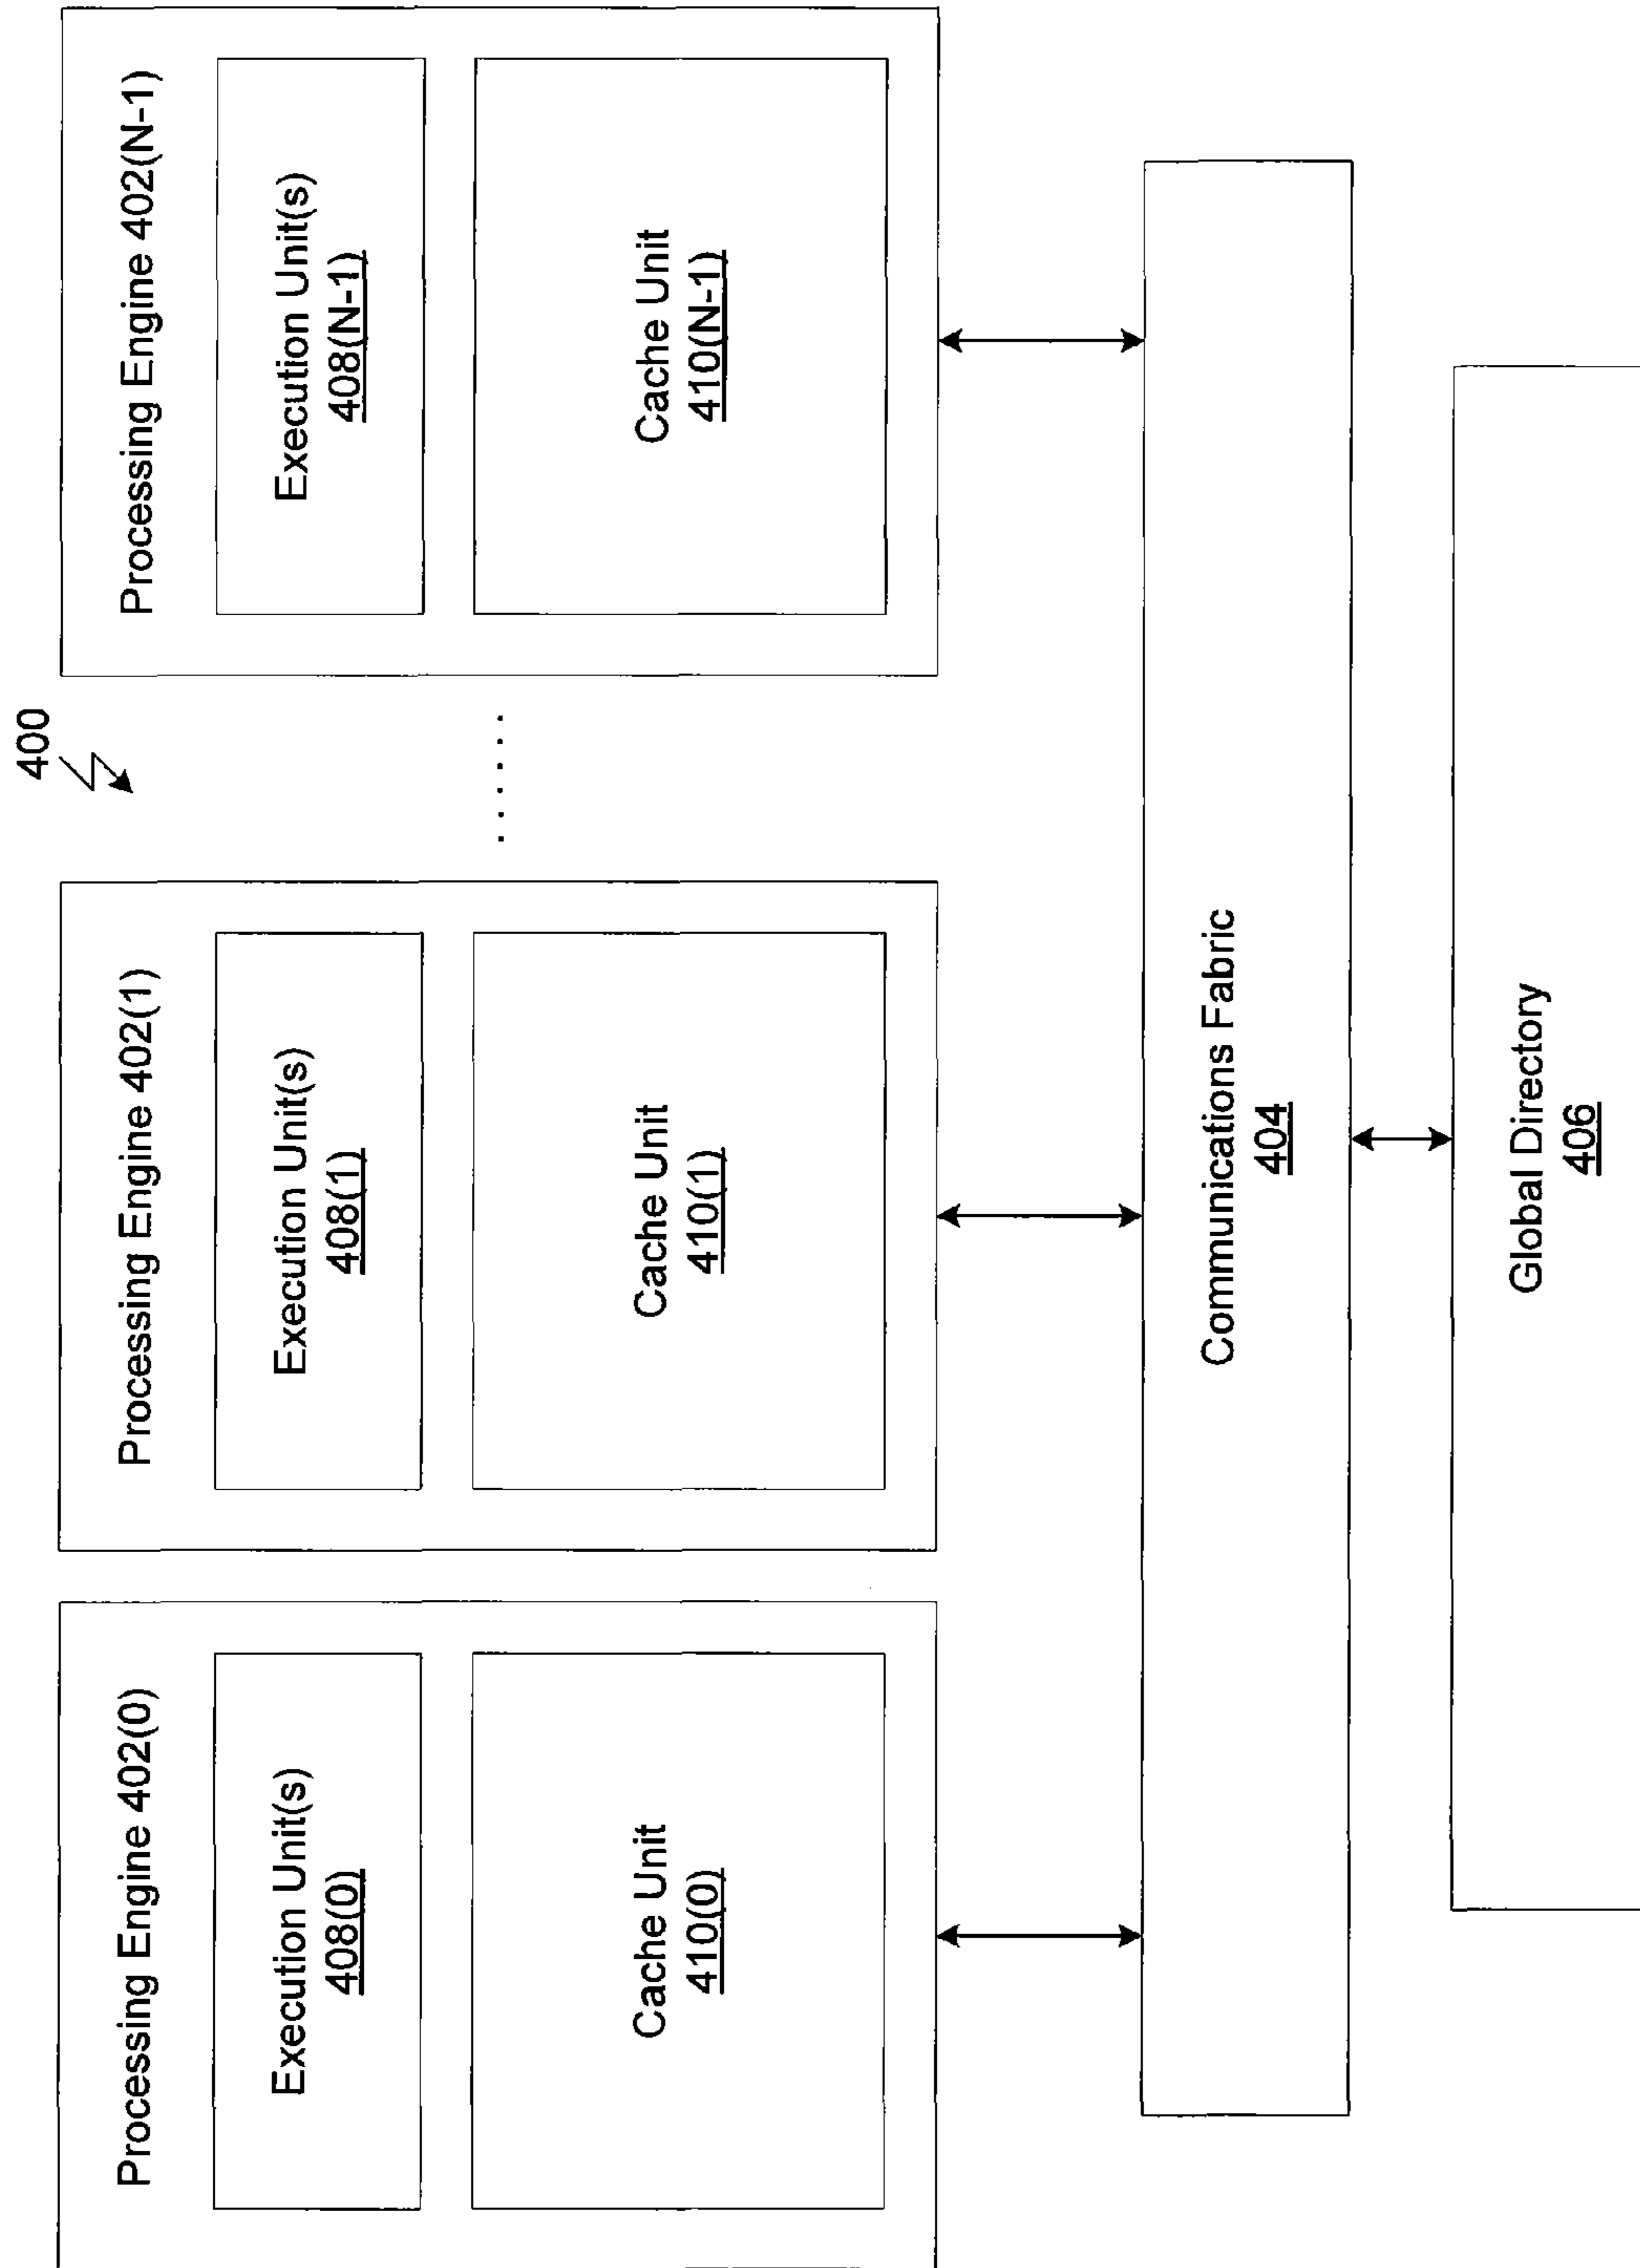 400
Processing Engine 402(0)
Execution Unit(s)
408(0)
Cache Unit
410(0)
Processing Engine 402(1)
Execution Unit(s)
408(1)
Cache Unit
410(1)
. . . . . .
Processing Engine 402(N-1)
Execution Unit(s)
408(N-1)
Cache Unit
410(N-1)
Communications Fabric
404
Global Directory
406